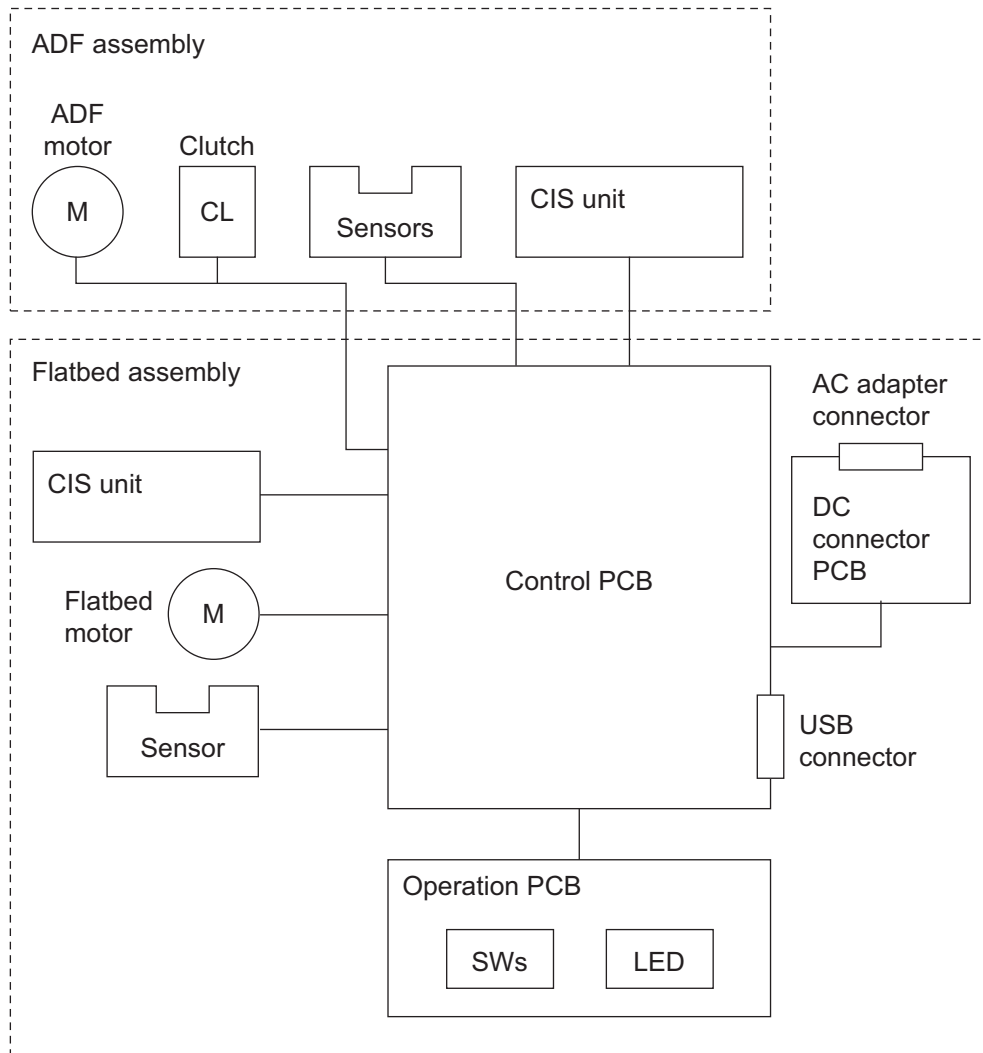 ADF assembly
ADF
motor
Clutch
M
CL
Sensors
CIS unit
Flatbed assembly
AC adapter
connector
CIS unit
DC
connector
PCB
Control PCB
Flatbed
motor
M
Sensor
USB
connector
Operation PCB
SWs
LED